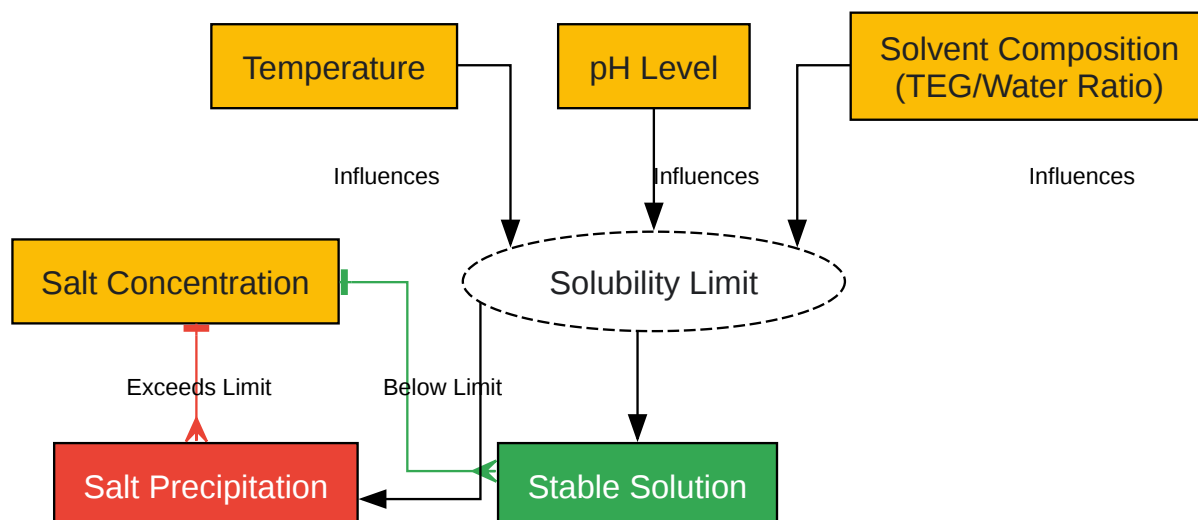 Temperature
pH Level
Solvent Composition
(TEG/Water Ratio)
Influences
Influences
Influences
Salt Concentration
Solubility Limit
Exceeds Limit
Below Limit
Salt Precipitation
Stable Solution